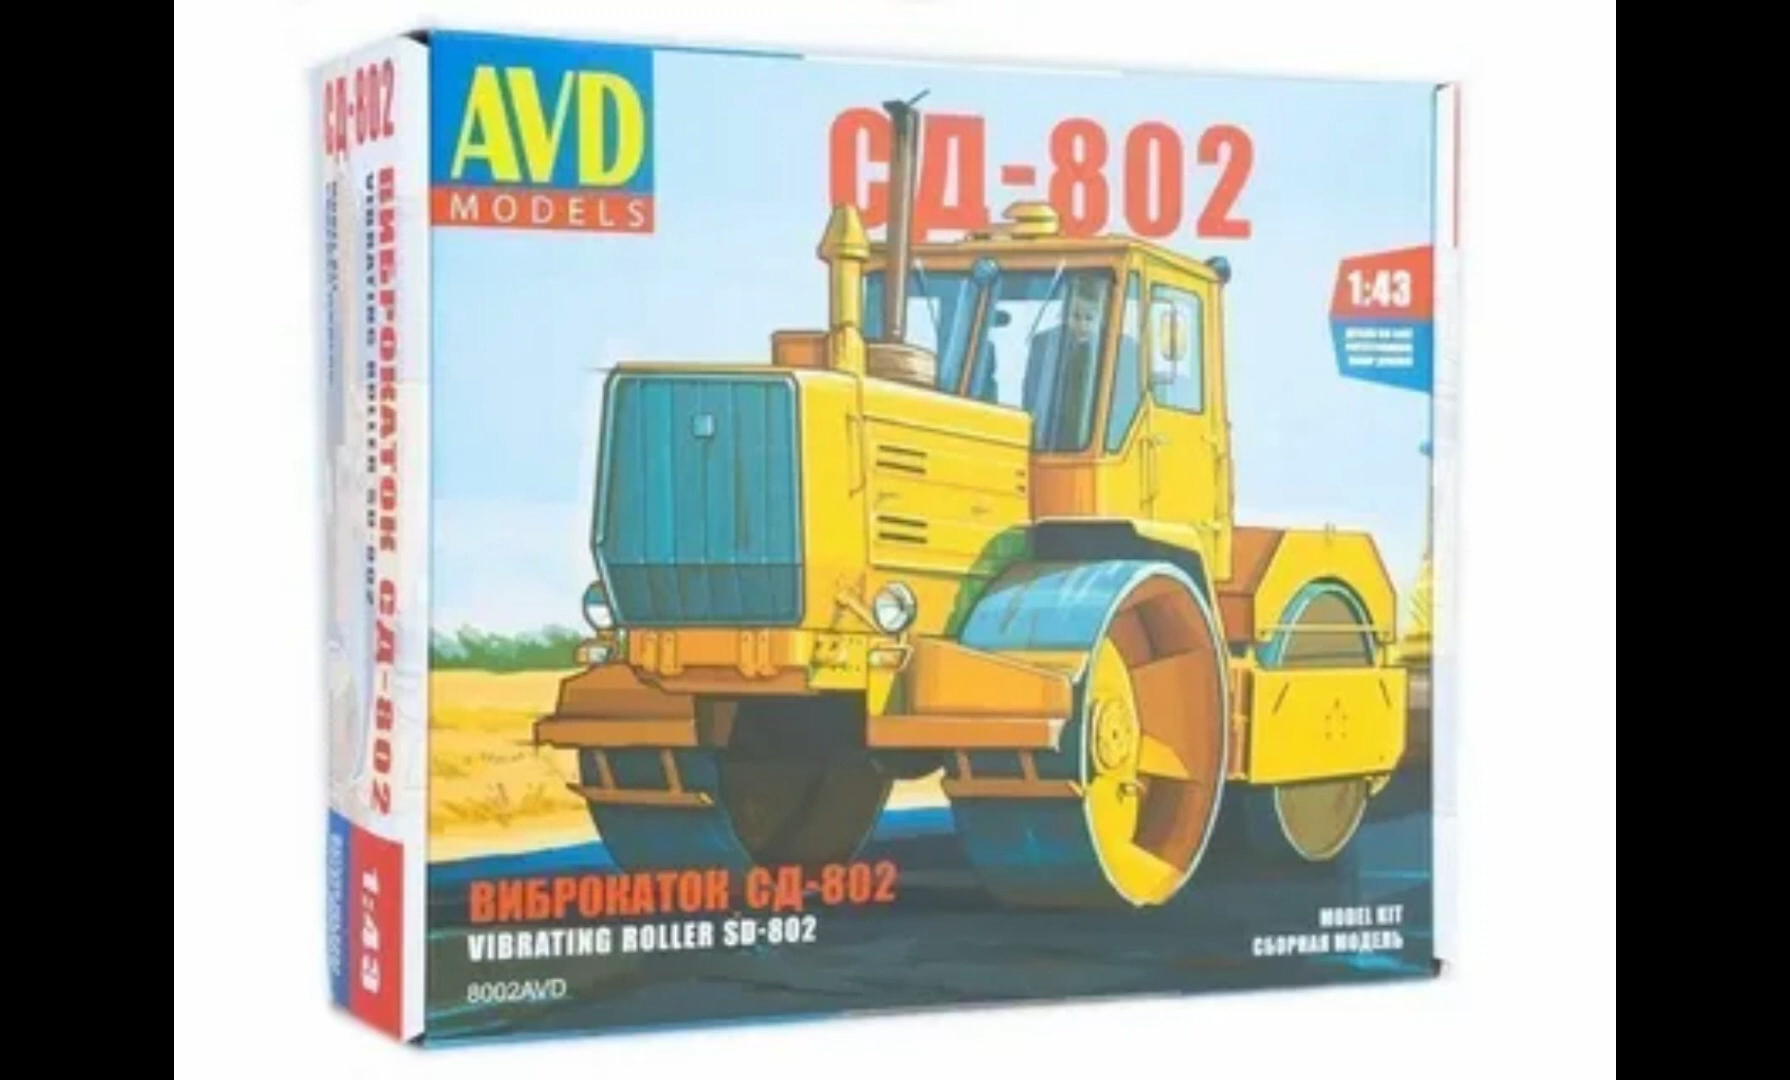 СД-802
ВИБРОКАТОК СД-802
VIBRATING ROLLER SD-802
1:43
AVD
MODELS
СД-802
1:43
ВИБРОКАТОК СД-802
VIBRATING ROLLER SD-802
8002AVD
MODEL KIT
СБОРНАЯ МОДЕЛЬ